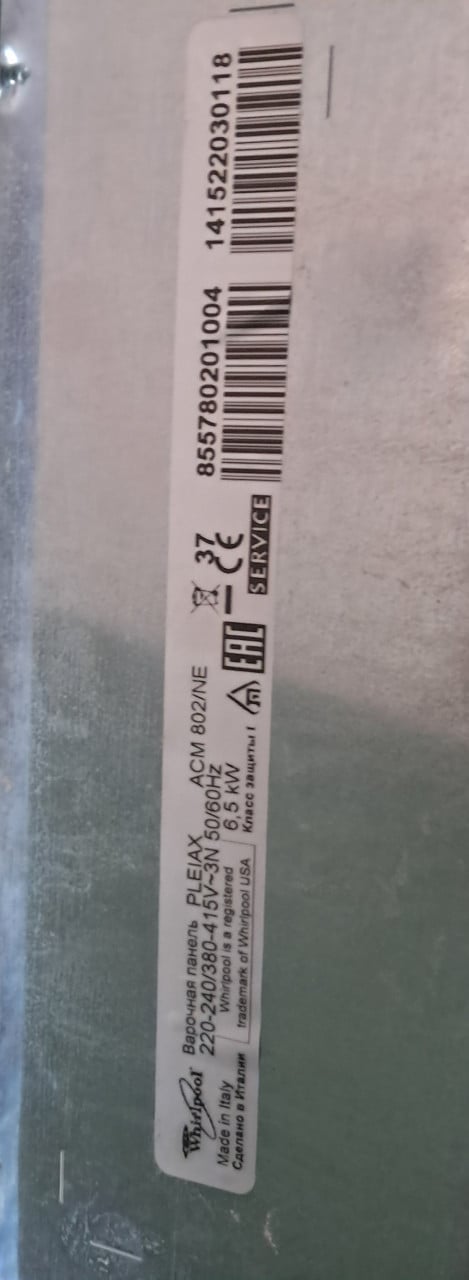 Whirlpool
Made in Italy
Сделано в Италии
Варочная панель PLEIAX ACM 802/NE
220-240/380-415V~3N 50/60Hz
Whirlpool is a registered
trademark of Whirlpool USA
6,5 kW
Класс защиты I
EAC
37
CE
SERVICE
855780201004
141522030118